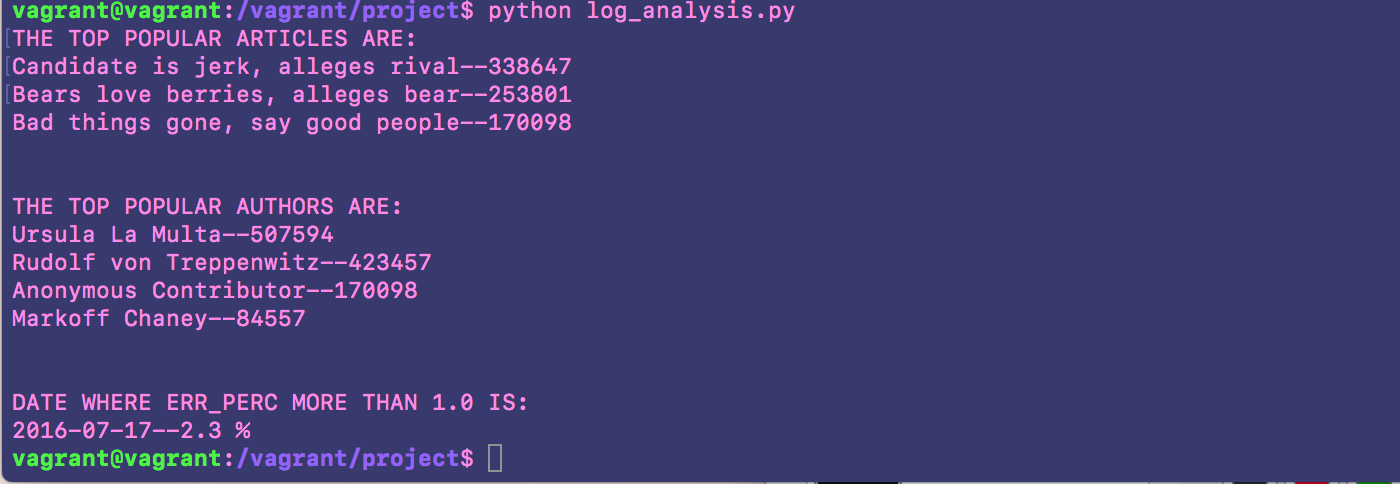 vagrant@vagrant:/vagrant/project$ python log_analysis.py
[THE TOP POPULAR ARTICLES ARE:
[Candidate is jerk, alleges rival--338647
[Bears love berries, alleges bear--253801
Bad things gone, say good people--170098
THE TOP POPULAR AUTHORS ARE:
Ursula La Multa--507594
Rudolf von Treppenwitz--423457
Anonymous Contributor--170098
Markoff Chaney--84557
DATE WHERE ERR_PERC MORE THAN 1.0 IS:
2016-07-17--2.3 %
vagrant@vagrant:/vagrant/project$